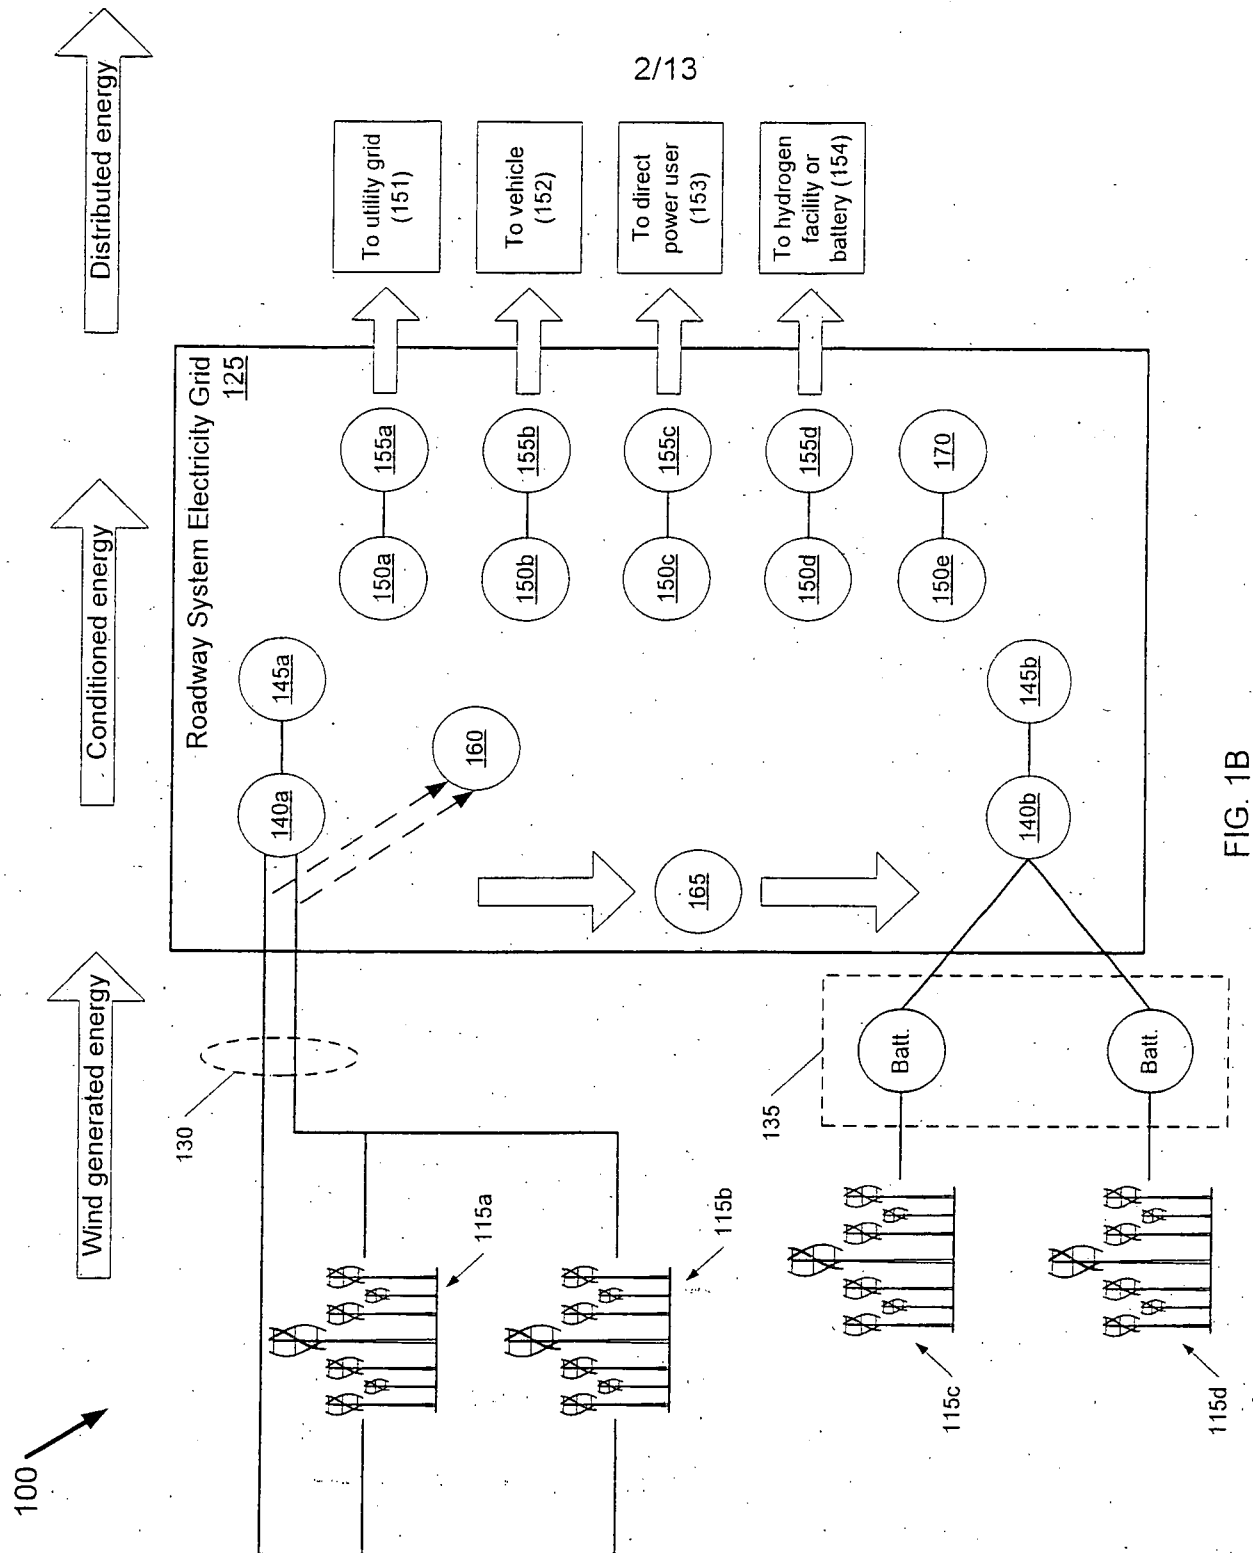 2/13
100
Wind generated energy
Conditioned energy
Distributed energy
Roadway System Electricity Grid
125
130
115a
115b
135
115c
115d
Batt.
Batt.
140a
145a
160
165
140b
145b
150a
155a
150b
155b
150c
155c
150d
155d
150e
170
To utility grid
(151)
To vehicle
(152)
To direct
power user
(153)
To hydrogen
facility or
battery (154)
FIG. 1B